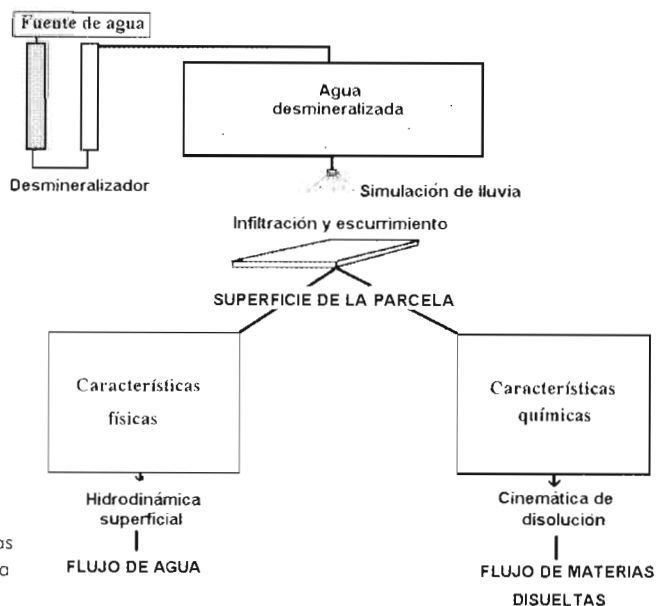 Fuente de agua
Agua
desmineralizada
Desmineralizador
Simulación de lluvia
Infiltración y escurrimiento
SUPERFICIE DE LA PARCELA
Características
físicas
Características
químicas
Hidrodinámica
superficial
Cinemática de
disolución
as
a
FLUJO DE AGUA
FLUJO DE MATERIAS
DISUELTAS